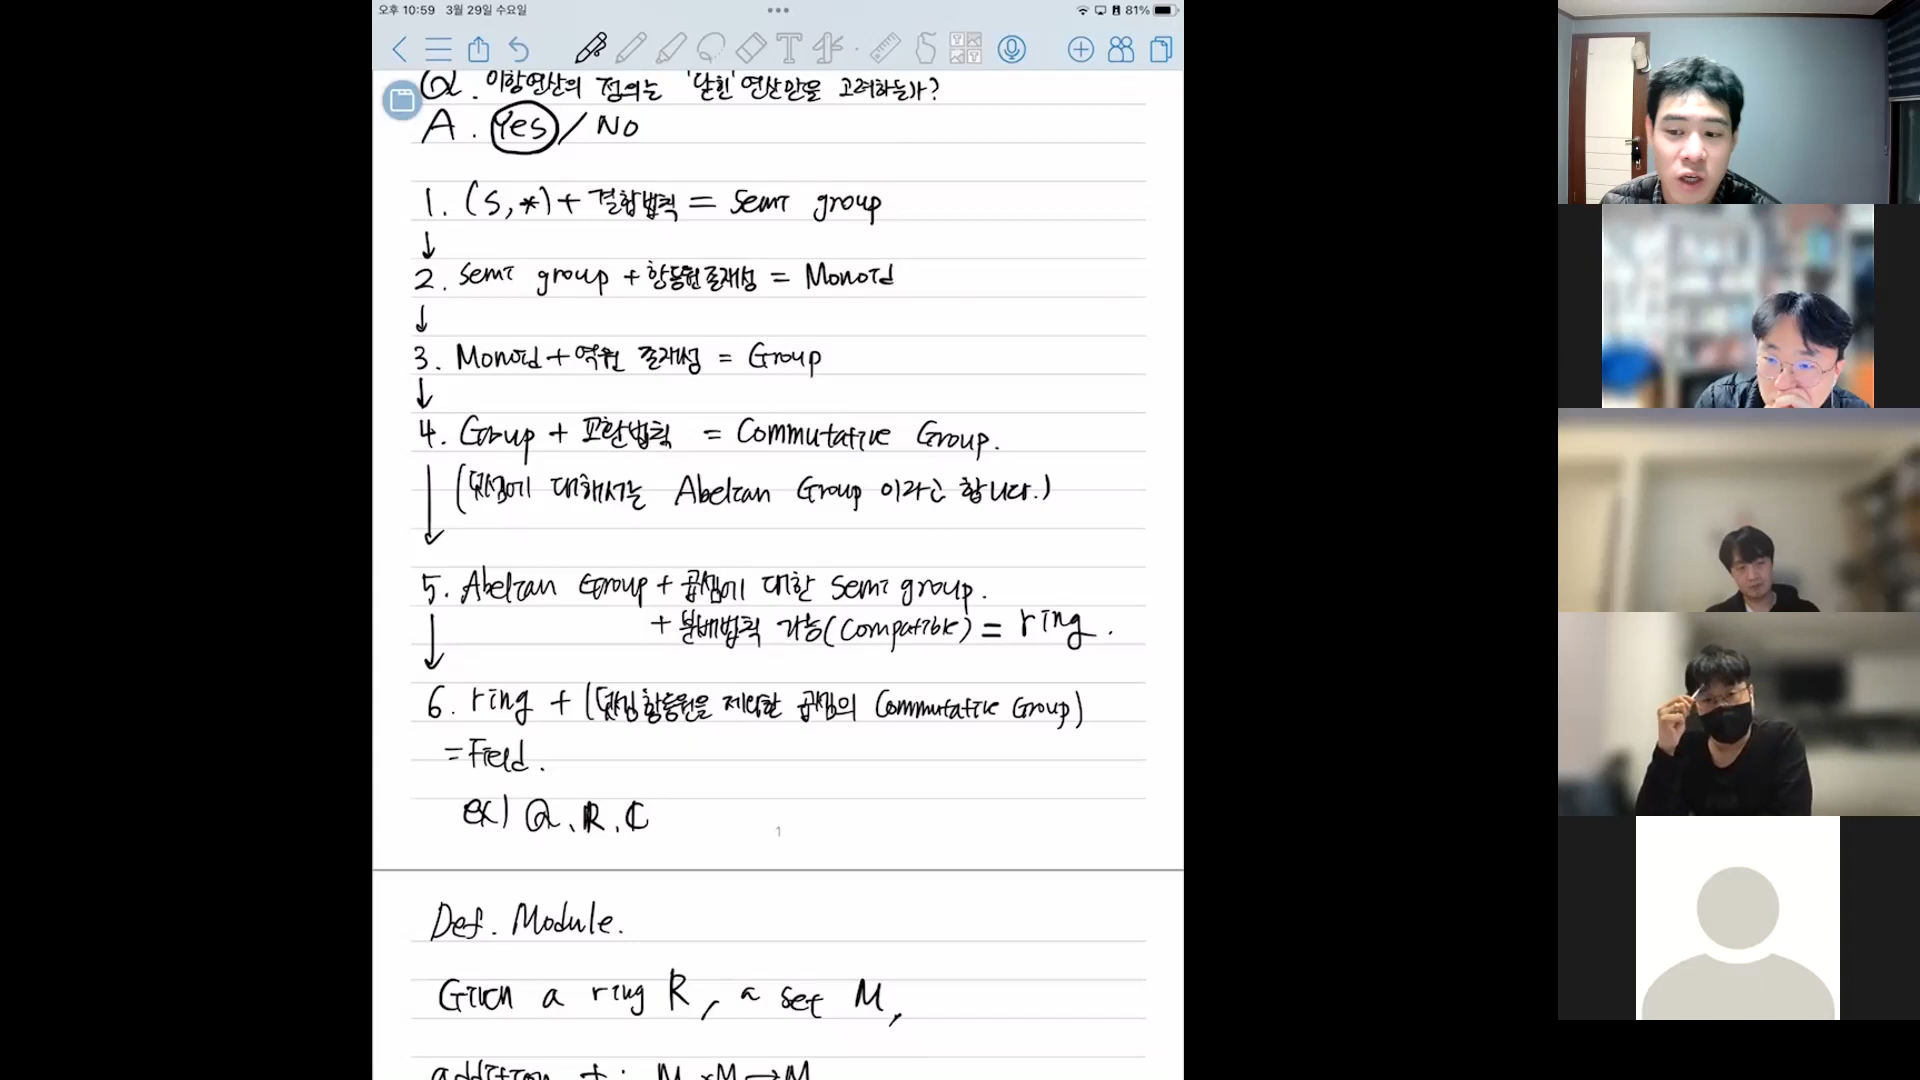 오후 10:59 3월 29일 수요일
81%
Q. 이항연산의 정의는 '닫힌' 연산만을 고려하는가?
A. Yes / No
1. (S, *) + 결합법칙 = Semi group
↓
2. Semi group + 항등원 존재성 = Monoid
↓
3. Monoid + 역원 존재성 = Group
↓
4. Group + 교환법칙 = Commutative Group.
(덧셈에 대해서는 Abelian Group 이라고 합니다.)
↓
5. Abelian Group + 곱셈에 대한 Semi group.
+ 분배법칙 가능(Compatible) = ring.
↓
6. ring + (덧셈 항등원을 제외한 곱셈의 Commutative Group)
= Field.
ex) Q, R, C
1
Def. Module.
Given a ring R, a set M,
addition +: M × M → M